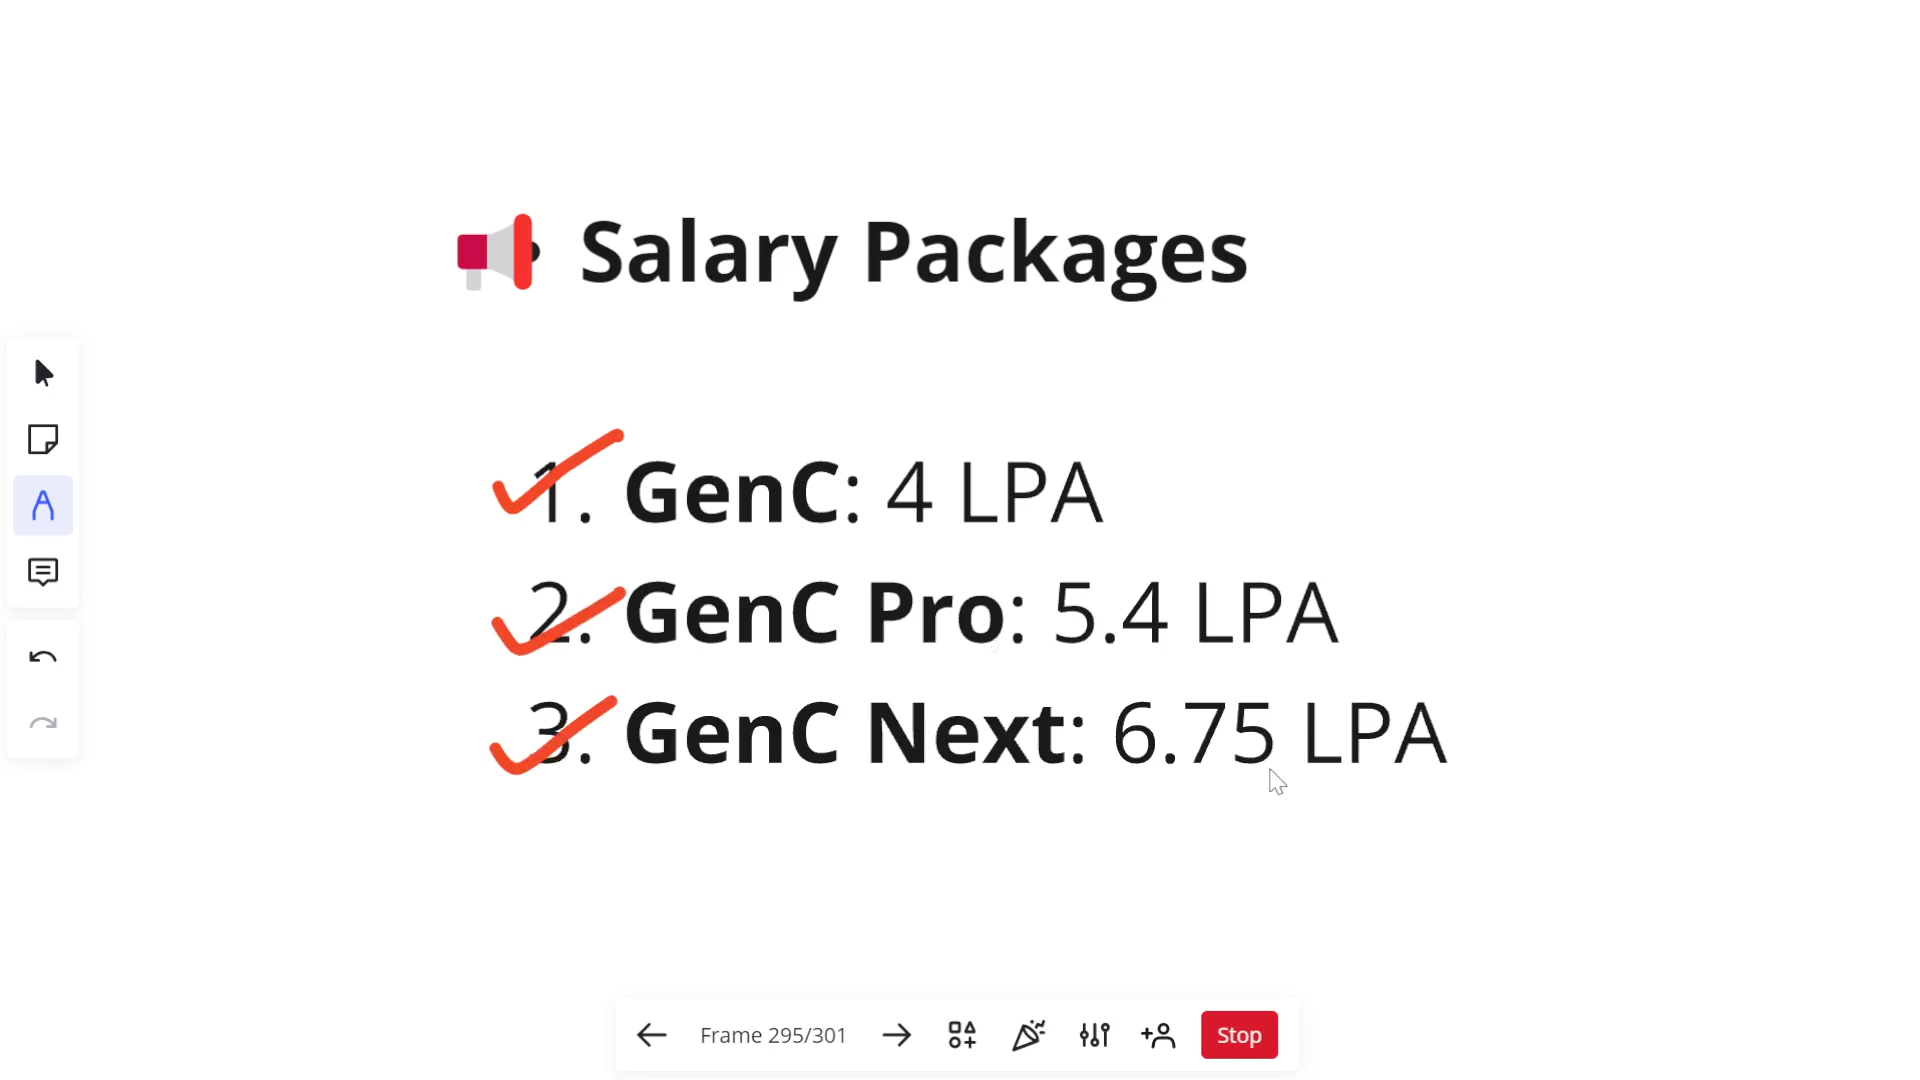 Salary Packages
1. GenC: 4 LPA
2. GenC Pro: 5.4 LPA
3. GenC Next: 6.75 LPA
Frame 295/301
Stop